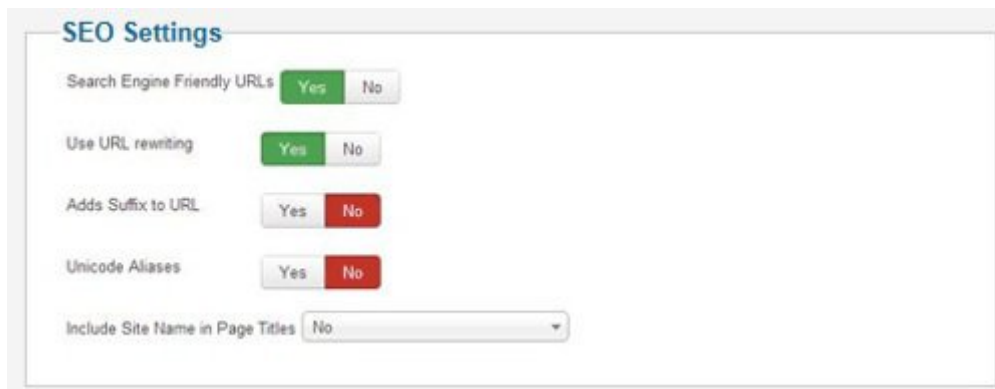 SEO Settings
Search Engine Friendly URLs Yes No
Use URL rewriting Yes No
Adds Suffix to URL Yes No
Unicode Aliases Yes No
Include Site Name in Page Titles No